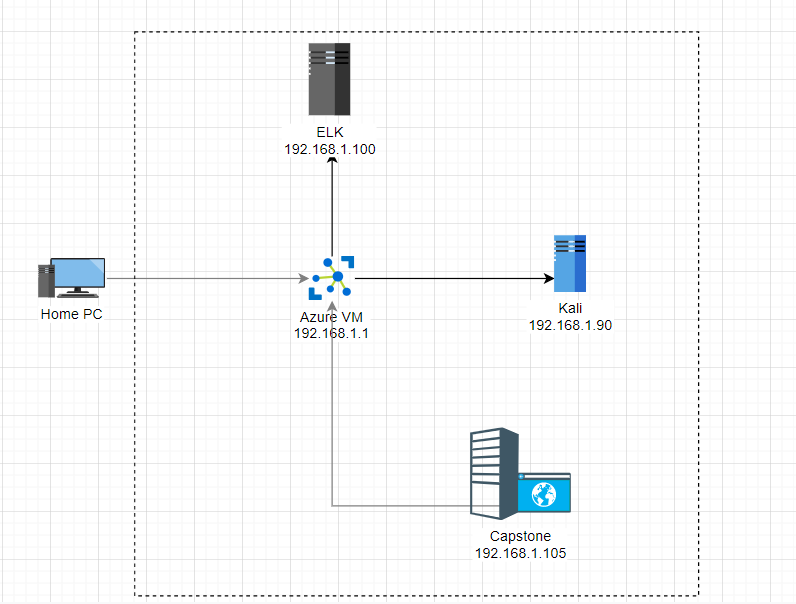 ELK
192.168.1.100
Home PC
Azure VM
192.168.1.1
Kali
192.168.1.90
Capstone
192.168.1.105